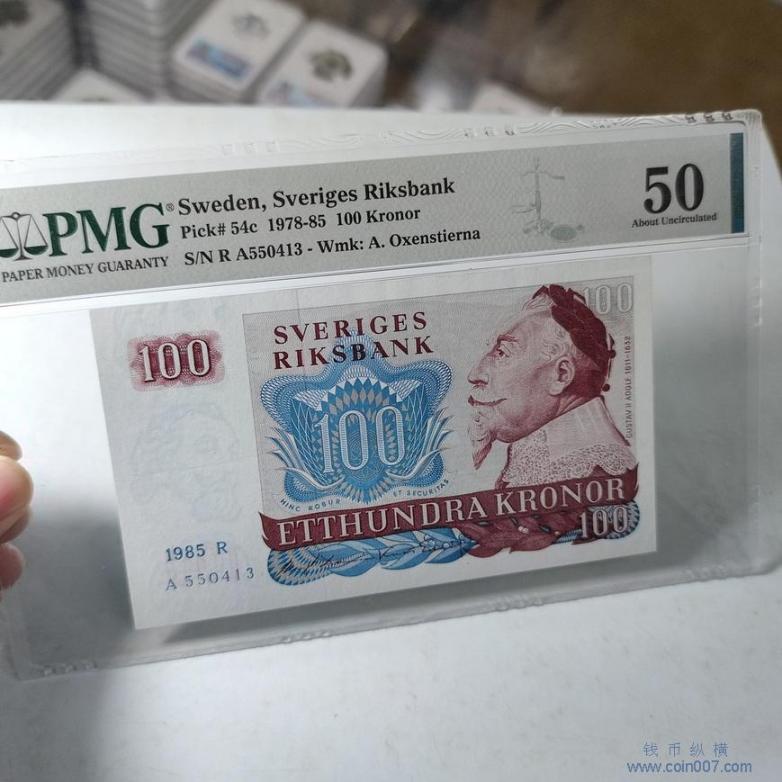 PMG®
PAPER MONEY GUARANTY
Sweden, Sveriges Riksbank
Pick# 54c 1978-85 100 Kronor
S/N R A550413 - Wmk: A. Oxenstierna
50
About Uncirculated
100
SVERIGES
RIKSBANK
100
100
GUSTAV II ADOLF 1611-1632
HINC ROBUR ET SECURITAS
ETTHUNDRA KRONOR
100
1985 R
A 550413
钱币纵横
www.coin007.com